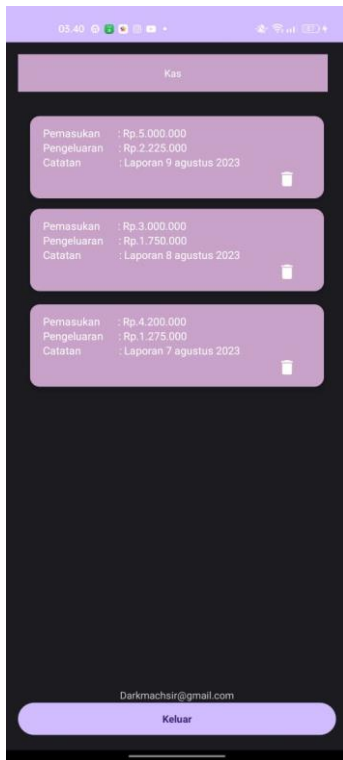 03.40
Kas
Pemasukan : Rp.5.000.000
Pengeluaran : Rp.2.225.000
Catatan : Laporan 9 agustus 2023
Pemasukan : Rp.3.000.000
Pengeluaran : Rp.1.750.000
Catatan : Laporan 8 agustus 2023
Pemasukan : Rp.4.200.000
Pengeluaran : Rp.1.275.000
Catatan : Laporan 7 agustus 2023
Darkmachsir@gmail.com
Keluar